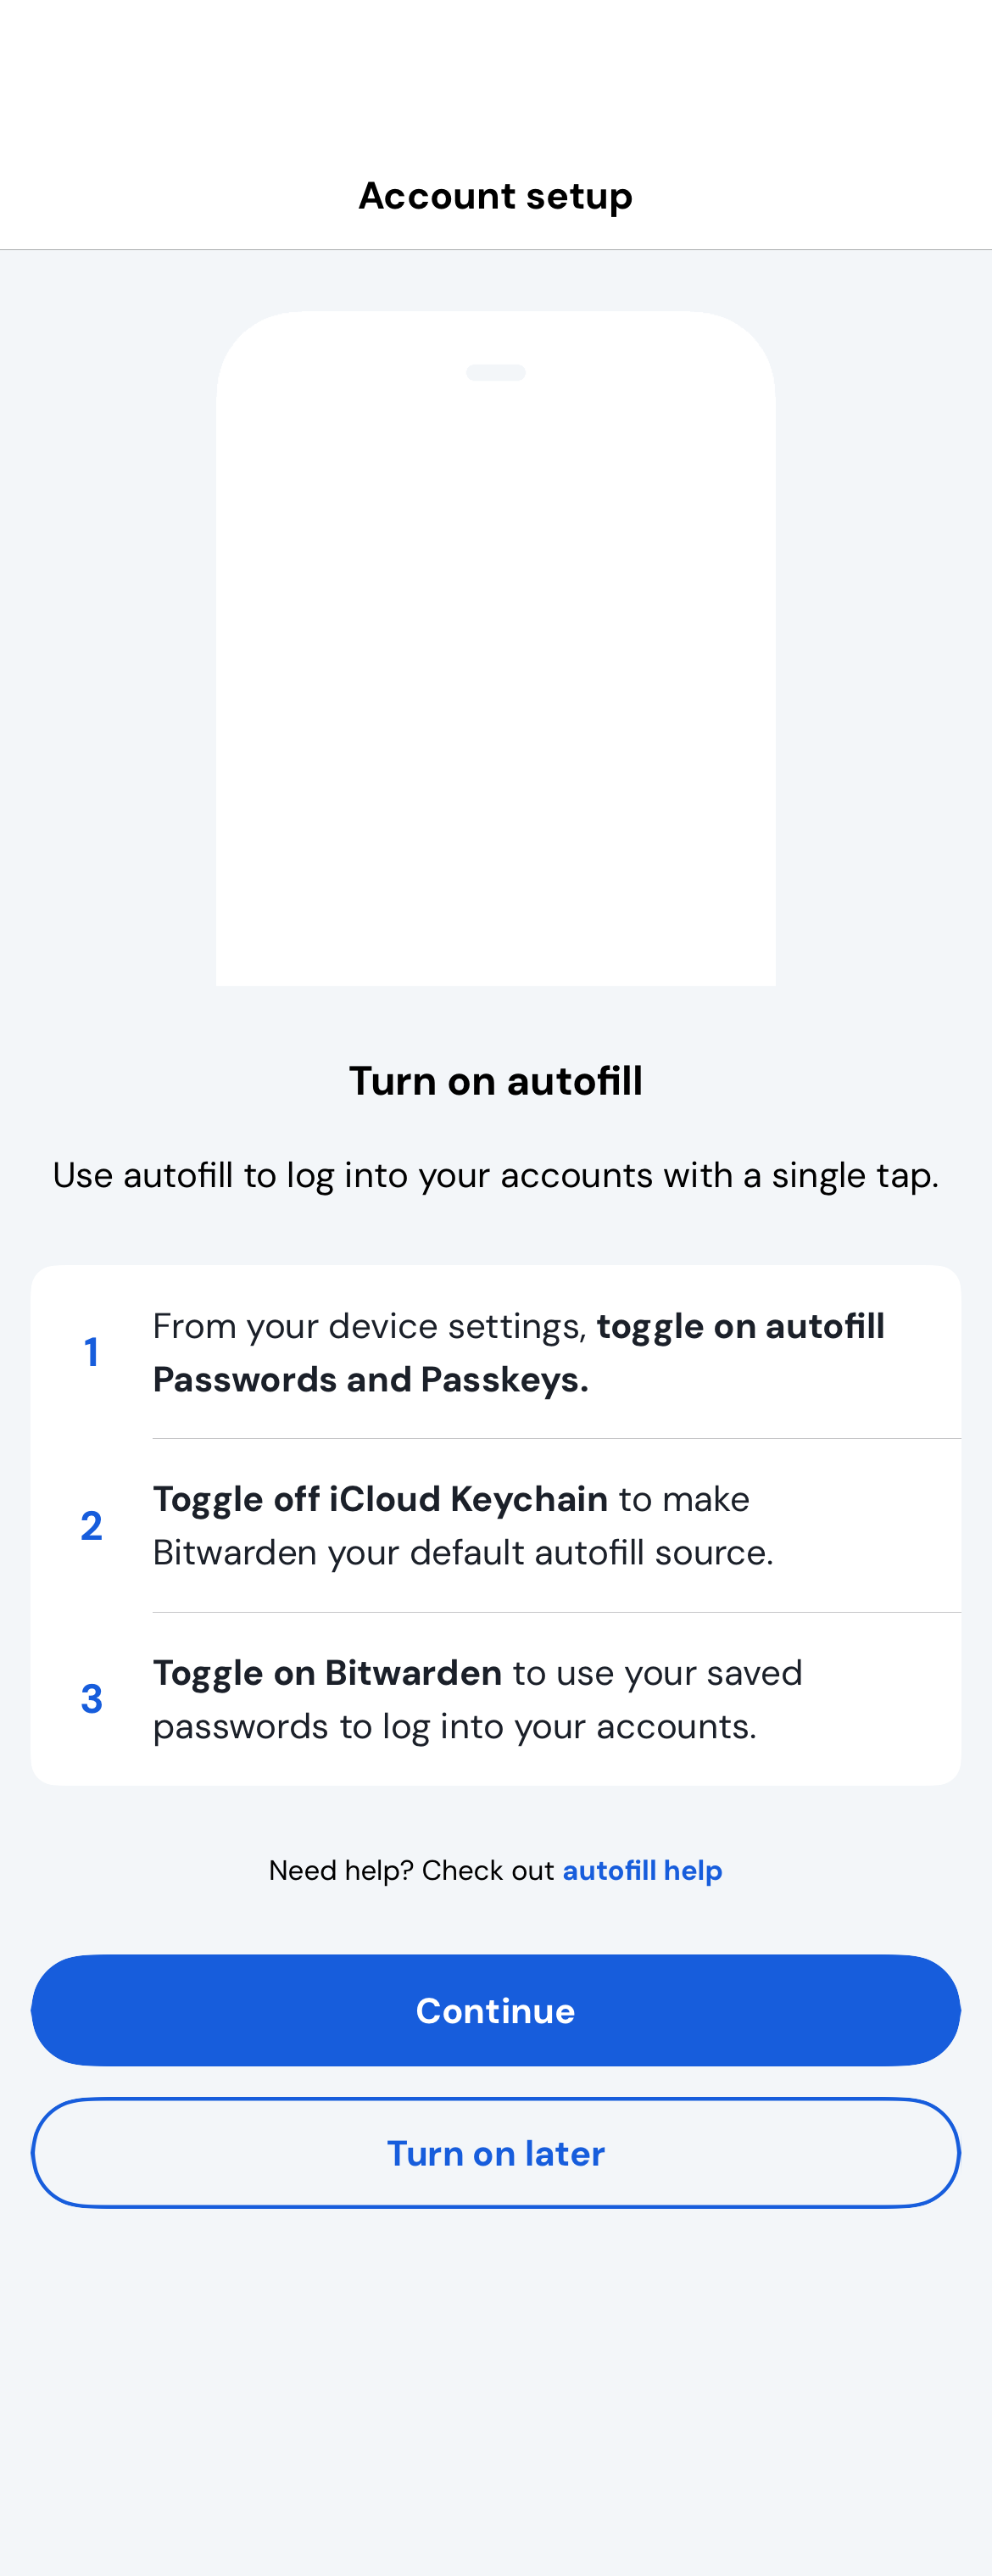 Account setup
Turn on autofill
Use autofill to log into your accounts with a single tap.
1
From your device settings, toggle on autofill
Passwords and Passkeys.
2
Toggle off iCloud Keychain to make
Bitwarden your default autofill source.
3
Toggle on Bitwarden to use your saved
passwords to log into your accounts.
Need help? Check out autofill help
Continue
Turn on later